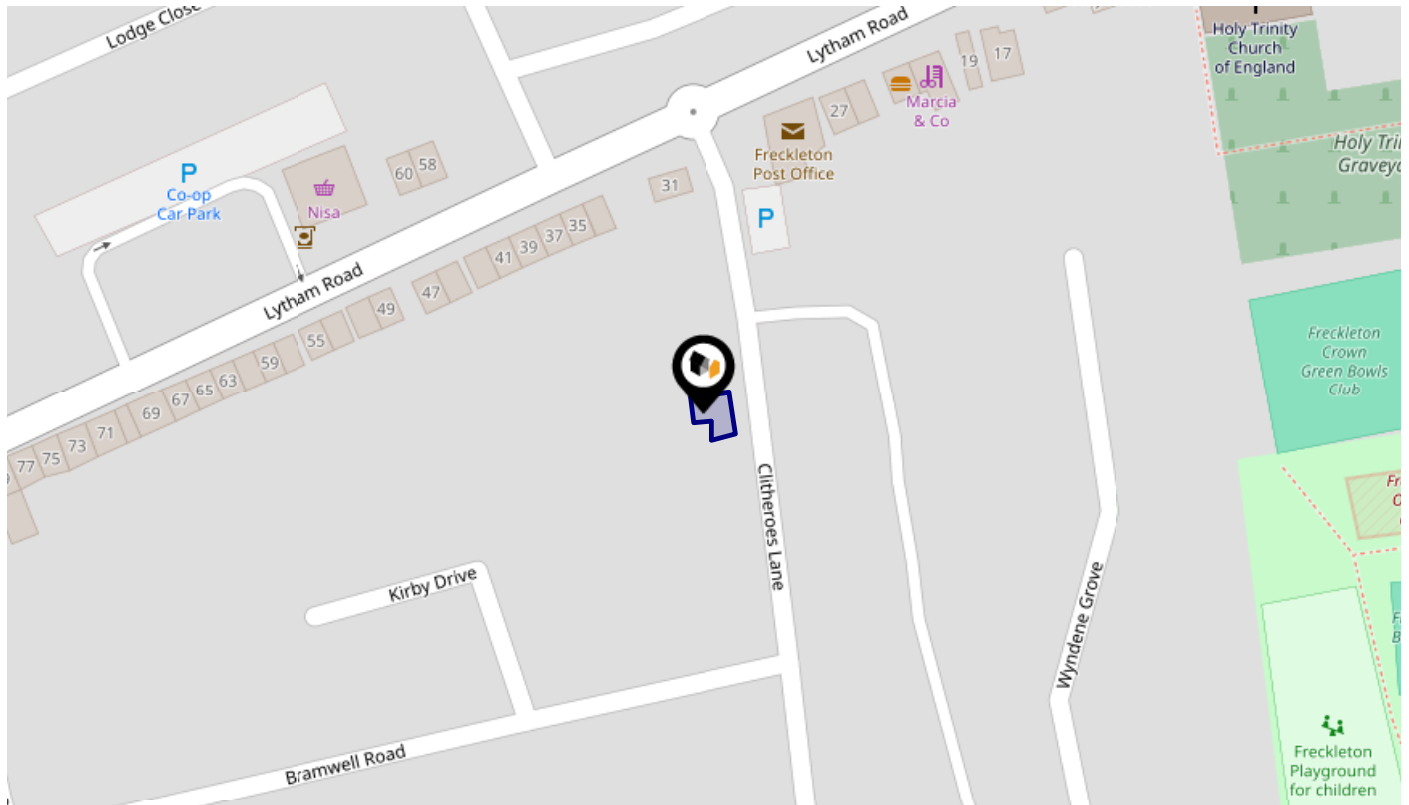 Lodge Close
Lytham Road
Holy Trinity
Church
of England
19
17
Marcia
& Co
27
Freckleton
Post Office
P
Co-op
Car Park
Nisa
60
58
31
P
Holy Tri
Graveya
Lytham Road
41
39
37
35
47
49
55
59
63
65
67
69
71
73
75
77
Freckleton
Crown
Green Bowls
Club
Clitheroes Lane
Kirby Drive
Wyndene Grove
Bramwell Road
Freckleton
Playground
for children